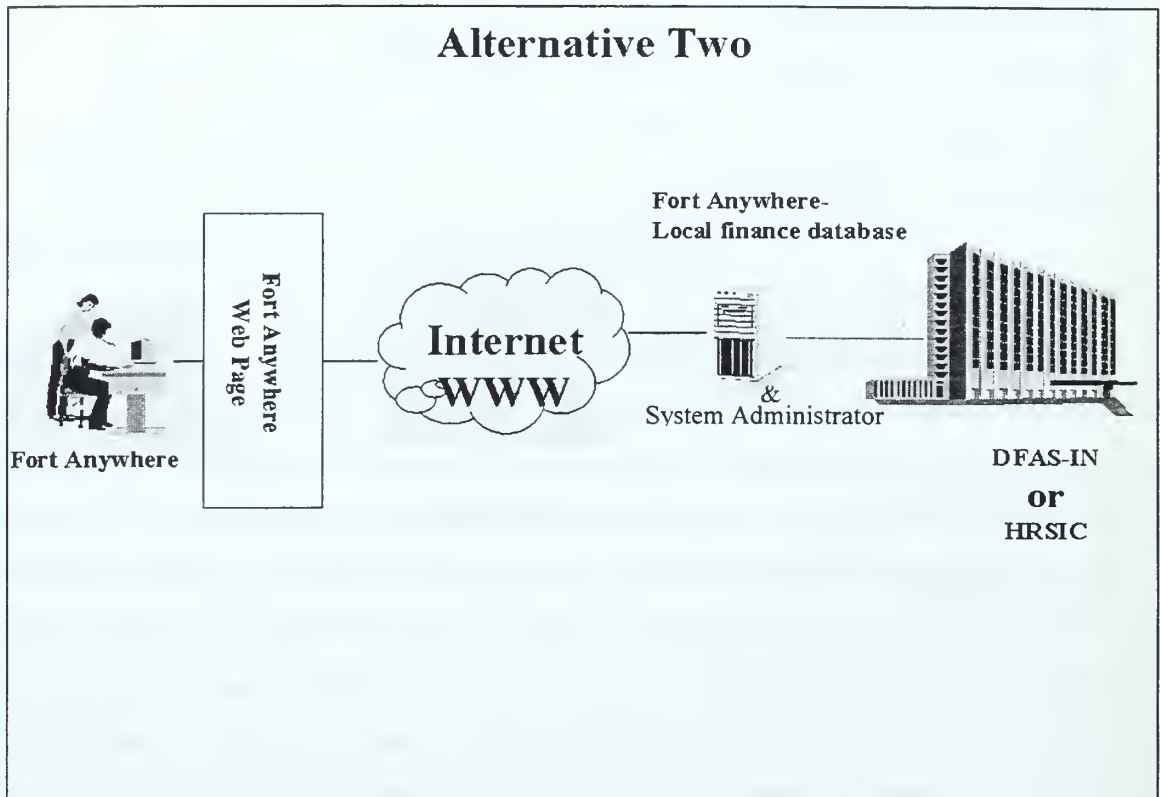 Alternative Two
Fort Anywhere-
Local finance database
Fort Anywhere
Web Page
Internet
WWW
&
System Administrator
Fort Anywhere
DFAS-IN
or
HRSIC